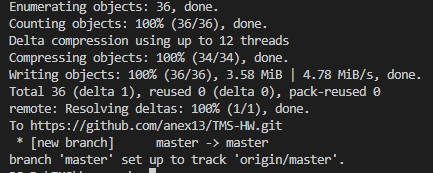 Enumerating objects: 36, done.
Counting objects: 100% (36/36), done.
Delta compression using up to 12 threads
Compressing objects: 100% (34/34), done.
Writing objects: 100% (36/36), 3.58 MiB | 4.78 MiB/s, done.
Total 36 (delta 1), reused 0 (delta 0), pack-reused 0
remote: Resolving deltas: 100% (1/1), done.
To https://github.com/anex13/TMS-HW.git
 * [new branch]      master -> master
branch 'master' set up to track 'origin/master'.